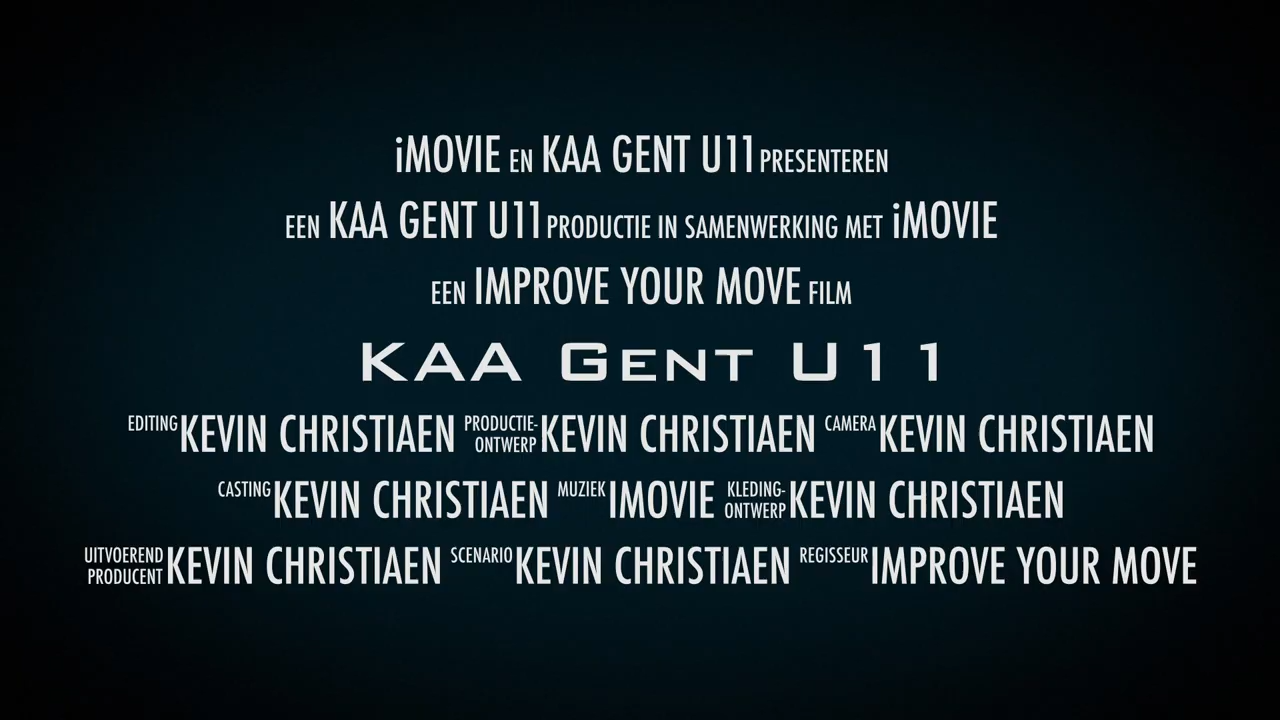 iMOVIE EN KAA GENT U11 PRESENTEREN
EEN KAA GENT U11 PRODUCTIE IN SAMENWERKING MET iMOVIE
EEN IMPROVE YOUR MOVE FILM
KAA GENT U11
EDITING KEVIN CHRISTIAEN PRODUCTIE-ONTWERP KEVIN CHRISTIAEN CAMERA KEVIN CHRISTIAEN
CASTING KEVIN CHRISTIAEN MUZIEK IMOVIE KLEDING-ONTWERP KEVIN CHRISTIAEN
UITVOEREND PRODUCENT KEVIN CHRISTIAEN SCENARIO KEVIN CHRISTIAEN REGISSEUR IMPROVE YOUR MOVE